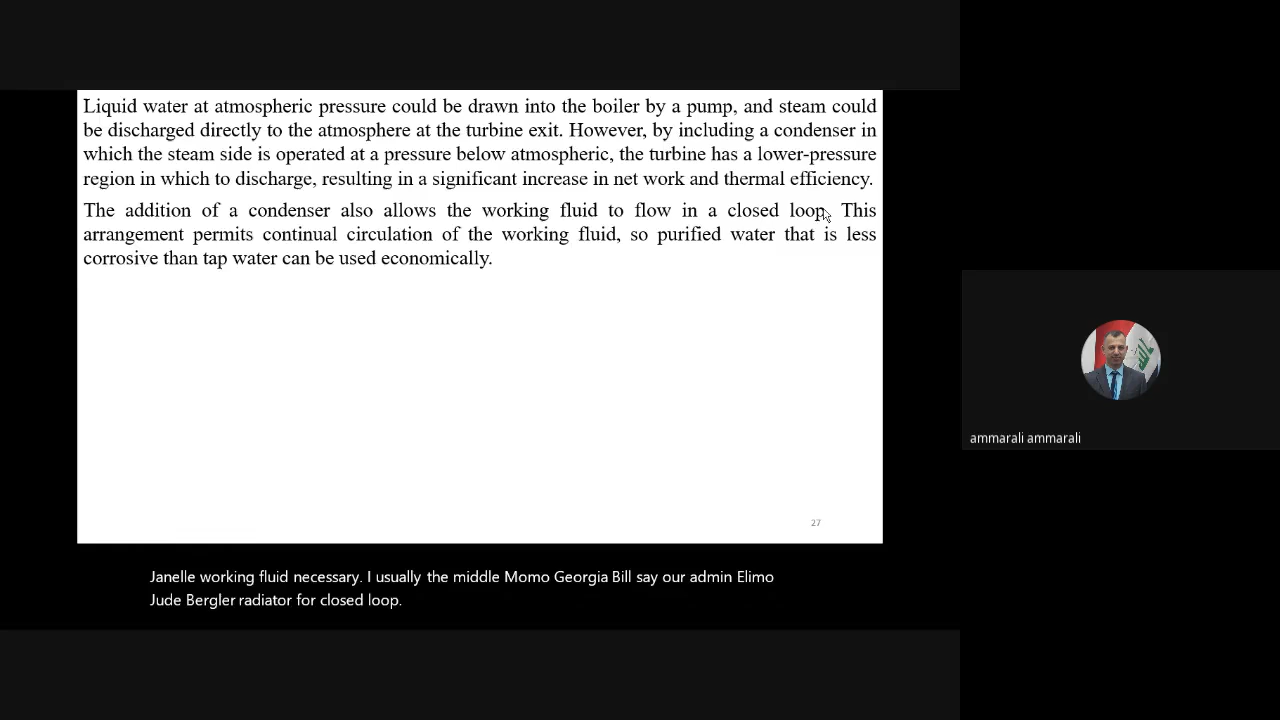 Liquid water at atmospheric pressure could be drawn into the boiler by a pump, and steam could
be discharged directly to the atmosphere at the turbine exit. However, by including a condenser in
which the steam side is operated at a pressure below atmospheric, the turbine has a lower-pressure
region in which to discharge, resulting in a significant increase in net work and thermal efficiency.
The addition of a condenser also allows the working fluid to flow in a closed loop. This
arrangement permits continual circulation of the working fluid, so purified water that is less
corrosive than tap water can be used economically.
27
ammarali ammarali
Janelle working fluid necessary. I usually the middle Momo Georgia Bill say our admin Elimo
Jude Bergler radiator for closed loop.